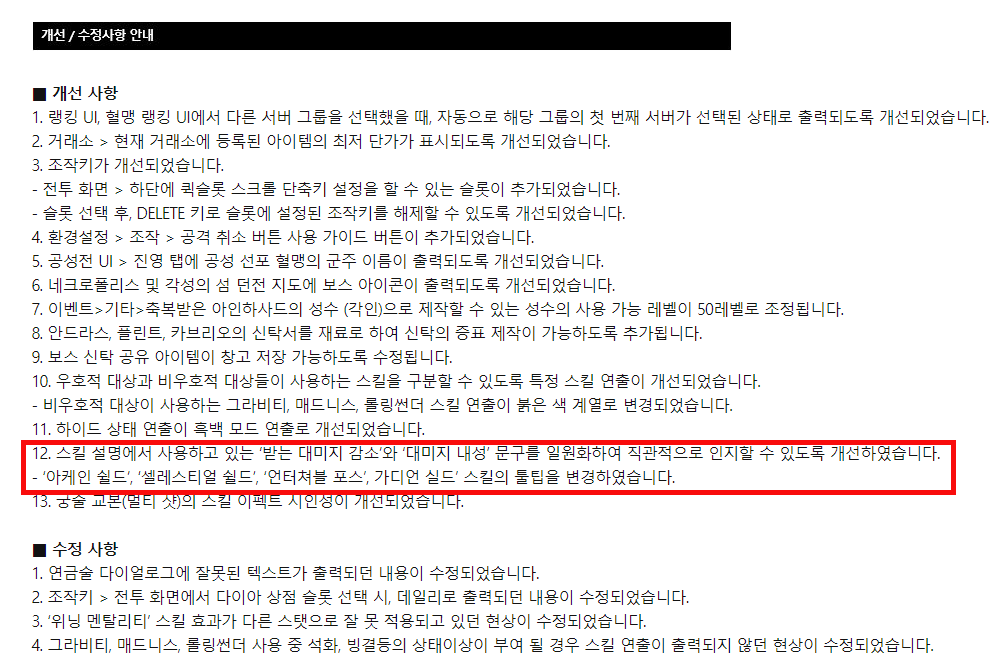 개선 / 수정사항 안내
■ 개선 사항
1. 랭킹 UI, 혈맹 랭킹 UI에서 다른 서버 그룹을 선택했을 때, 자동으로 해당 그룹의 첫 번째 서버가 선택된 상태로 출력되도록 개선되었습니다.
2. 거래소 > 현재 거래소에 등록된 아이템의 최저 단가가 표시되도록 개선되었습니다.
3. 조작키가 개선되었습니다.
- 전투 화면 > 하단에 퀵슬롯 스크롤 단축키 설정을 할 수 있는 슬롯이 추가되었습니다.
- 슬롯 선택 후, DELETE 키로 슬롯에 설정된 조작키를 해제할 수 있도록 개선되었습니다.
4. 환경설정 > 조작 > 공격 취소 버튼 사용 가이드 버튼이 추가되었습니다.
5. 공성전 UI > 진영 탭에 공성 선포 혈맹의 군주 이름이 출력되도록 개선되었습니다.
6. 네크로폴리스 및 각성의 섬 던전 지도에 보스 아이콘이 출력되도록 개선되었습니다.
7. 이벤트>기타>축복받은 아인하사드의 성수 (각인)으로 제작할 수 있는 성수의 사용 가능 레벨이 50레벨로 조정됩니다.
8. 안드라스, 플린트, 카브리오의 신탁서를 재료로 하여 신탁의 증표 제작이 가능하도록 추가됩니다.
9. 보스 신탁 공유 아이템이 창고 저장 가능하도록 수정됩니다.
10. 우호적 대상과 비우호적 대상들이 사용하는 스킬을 구분할 수 있도록 특정 스킬 연출이 개선되었습니다.
- 비우호적 대상이 사용하는 그라비티, 매드니스, 롤링썬더 스킬 연출이 붉은 색 계열로 변경되었습니다.
11. 하이드 상태 연출이 흑백 모드 연출로 개선되었습니다.
12. 스킬 설명에서 사용하고 있는 ‘받는 대미지 감소’와 ‘대미지 내성’ 문구를 일원화하여 직관적으로 인지할 수 있도록 개선하였습니다.
- ‘아케인 쉴드’, ‘셀레스티얼 쉴드’, ‘언터쳐블 포스’, 가디언 실드’ 스킬의 툴팁을 변경하였습니다.
13. 궁술 교본(멀티 샷)의 스킬 이펙트 시인성이 개선되었습니다.
■ 수정 사항
1. 연금술 다이얼로그에 잘못된 텍스트가 출력되던 내용이 수정되었습니다.
2. 조작키 > 전투 화면에서 다이아 상점 슬롯 선택 시, 데일리로 출력되던 내용이 수정되었습니다.
3. ‘위닝 멘탈리티’ 스킬 효과가 다른 스탯으로 잘 못 적용되고 있던 현상이 수정되었습니다.
4. 그라비티, 매드니스, 롤링썬더 사용 중 석화, 빙결등의 상태이상이 부여 될 경우 스킬 연출이 출력되지 않던 현상이 수정되었습니다.